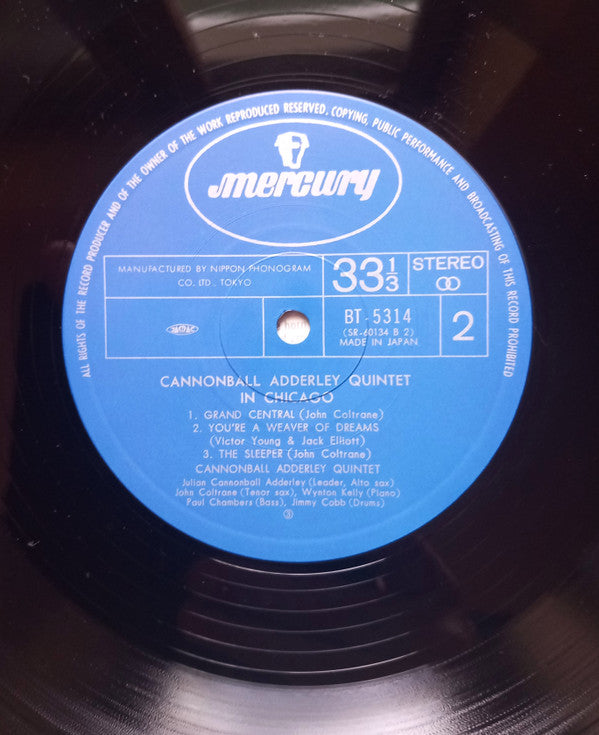 ALL RIGHTS OF THE RECORD PRODUCER AND OF THE OWNER OF THE WORK REPRODUCED RESERVED. COPYING, PUBLIC PERFORMANCE AND BROADCASTING OF THIS RECORD PROHIBITED
mercury
MANUFACTURED BY NIPPON PHONOGRAM
CO. LTD., TOKYO
33 1/3
STEREO
BT-5314
(SR-60134 B 2)
MADE IN JAPAN
2
CANNONBALL ADDERLEY QUINTET
IN CHICAGO
1. GRAND CENTRAL (John Coltrane)
2. YOU'RE A WEAVER OF DREAMS
(Victor Young & Jack Elliott)
3. THE SLEEPER (John Coltrane)
CANNONBALL ADDERLEY QUINTET
Julian Cannonball Adderley (Leader, Alto sax)
John Coltrane (Tenor sax), Wynton Kelly (Piano)
Paul Chambers (Bass), Jimmy Cobb (Drums)
③